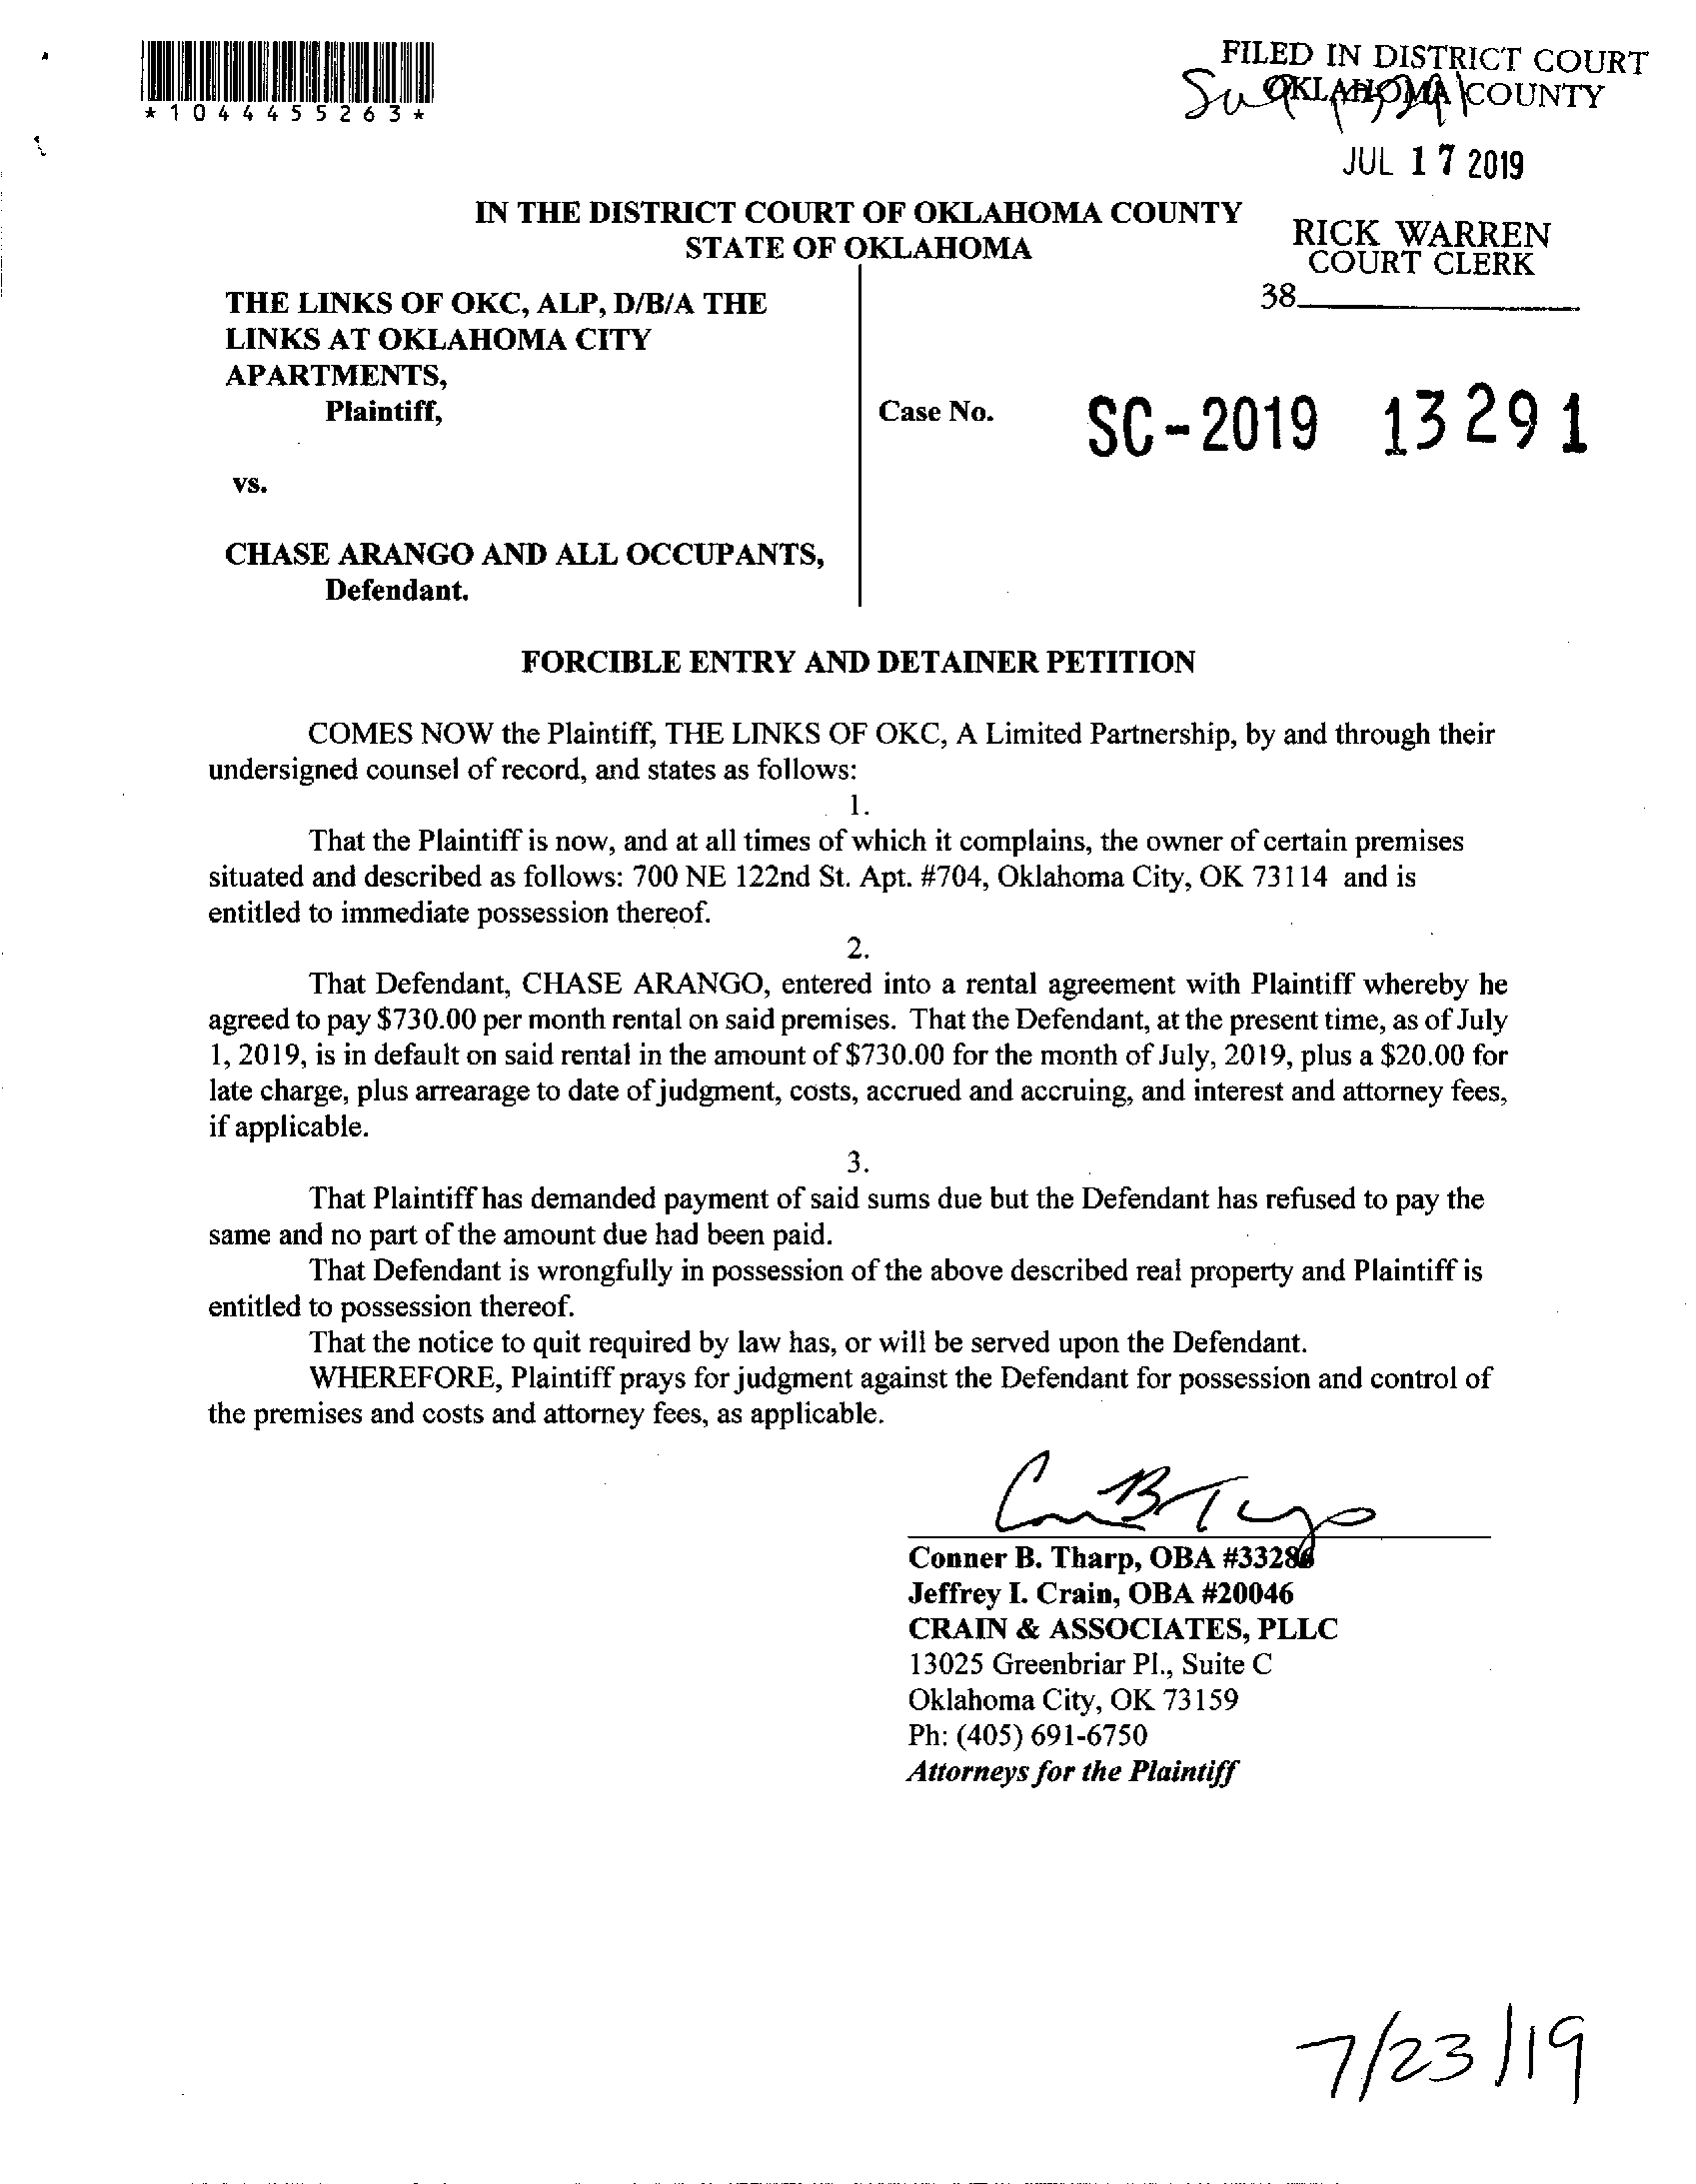 *1044455263*
FILED IN DISTRICT COURT
OKLAHOMA COUNTY
JUL 17 2019
RICK WARREN
COURT CLERK
38
IN THE DISTRICT COURT OF OKLAHOMA COUNTY
STATE OF OKLAHOMA
THE LINKS OF OKC, ALP, D/B/A THE
LINKS AT OKLAHOMA CITY
APARTMENTS,
Plaintiff,
Case No. SC-2019 13291
vs.
CHASE ARANGO AND ALL OCCUPANTS,
Defendant.
FORCIBLE ENTRY AND DETAINER PETITION
COMES NOW the Plaintiff, THE LINKS OF OKC, A Limited Partnership, by and through their
undersigned counsel of record, and states as follows:
1.
That the Plaintiff is now, and at all times of which it complains, the owner of certain premises
situated and described as follows: 700 NE 122nd St. Apt. #704, Oklahoma City, OK 73114 and is
entitled to immediate possession thereof.
2.
That Defendant, CHASE ARANGO, entered into a rental agreement with Plaintiff whereby he
agreed to pay $730.00 per month rental on said premises. That the Defendant, at the present time, as of July
1, 2019, is in default on said rental in the amount of $730.00 for the month of July, 2019, plus a $20.00 for
late charge, plus arrearage to date of judgment, costs, accrued and accruing, and interest and attorney fees,
if applicable.
3.
That Plaintiff has demanded payment of said sums due but the Defendant has refused to pay the
same and no part of the amount due had been paid.
That Defendant is wrongfully in possession of the above described real property and Plaintiff is
entitled to possession thereof.
That the notice to quit required by law has, or will be served upon the Defendant.
WHEREFORE, Plaintiff prays for judgment against the Defendant for possession and control of
the premises and costs and attorney fees, as applicable.
Conner B. Tharp, OBA
Jeffrey I. Crain, OBA #20046
CRAIN & ASSOCIATES, PLLC
13025 Greenbriar Pl., Suite C
Oklahoma City, OK 73159
Ph: (405) 691-6750
Attorneys for the Plaintiff
7/23/19